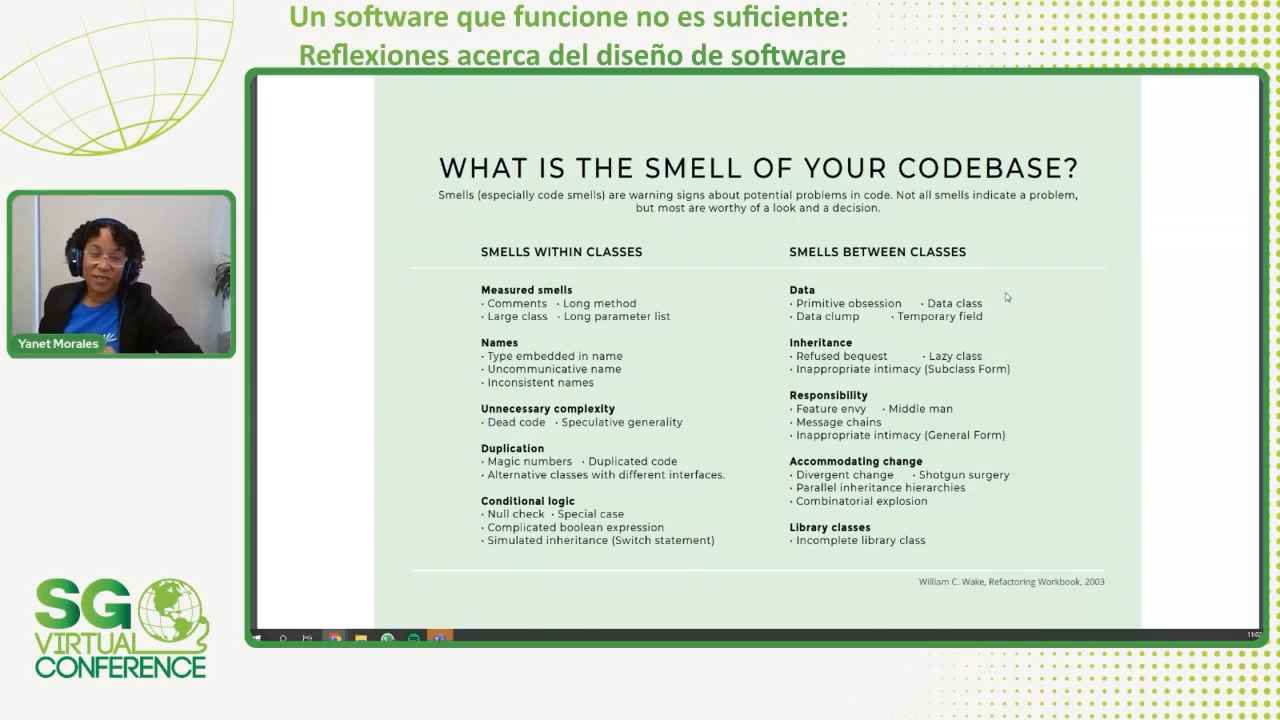 Un software que funcione no es suficiente:
Reflexiones acerca del diseño de software
WHAT IS THE SMELL OF YOUR CODEBASE?
Smells (especially code smells) are warning signs about potential problems in code. Not all smells indicate a problem,
but most are worthy of a look and a decision.
SMELLS WITHIN CLASSES
Measured smells
· Comments · Long method
· Large class · Long parameter list
Names
· Type embedded in name
· Uncommunicative name
· Inconsistent names
Unnecessary complexity
· Dead code · Speculative generality
Duplication
· Magic numbers · Duplicated code
· Alternative classes with different interfaces.
Conditional logic
· Null check · Special case
· Complicated boolean expression
· Simulated inheritance (Switch statement)
SMELLS BETWEEN CLASSES
Data
· Primitive obsession · Data class
· Data clump · Temporary field
Inheritance
· Refused bequest · Lazy class
· Inappropriate intimacy (Subclass Form)
Responsibility
· Feature envy · Middle man
· Message chains
· Inappropriate intimacy (General Form)
Accommodating change
· Divergent change · Shotgun surgery
· Parallel inheritance hierarchies
· Combinatorial explosion
Library classes
· Incomplete library class
William C. Wake, Refactoring Workbook, 2003
Yanet Morales
SG
VIRTUAL
CONFERENCE